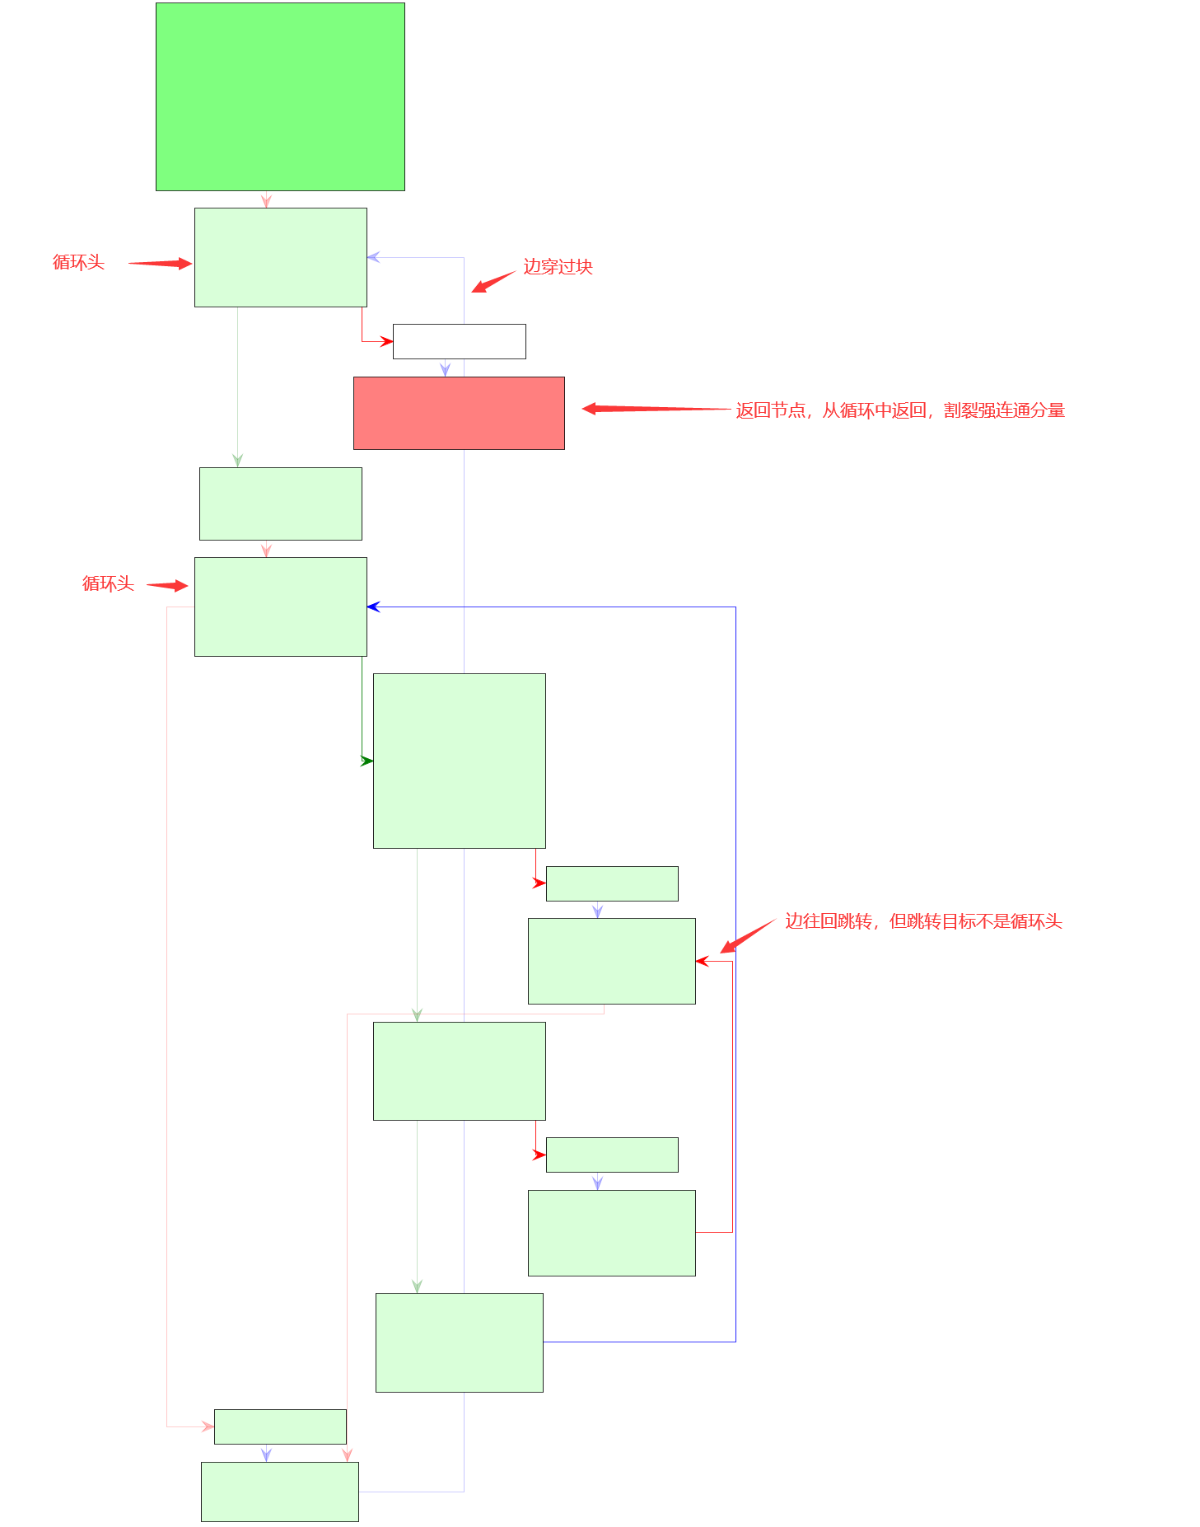 循环头
边穿过块
返回节点，从循环中返回，割裂强连通分量
循环头
边往回跳转，但跳转目标不是循环头